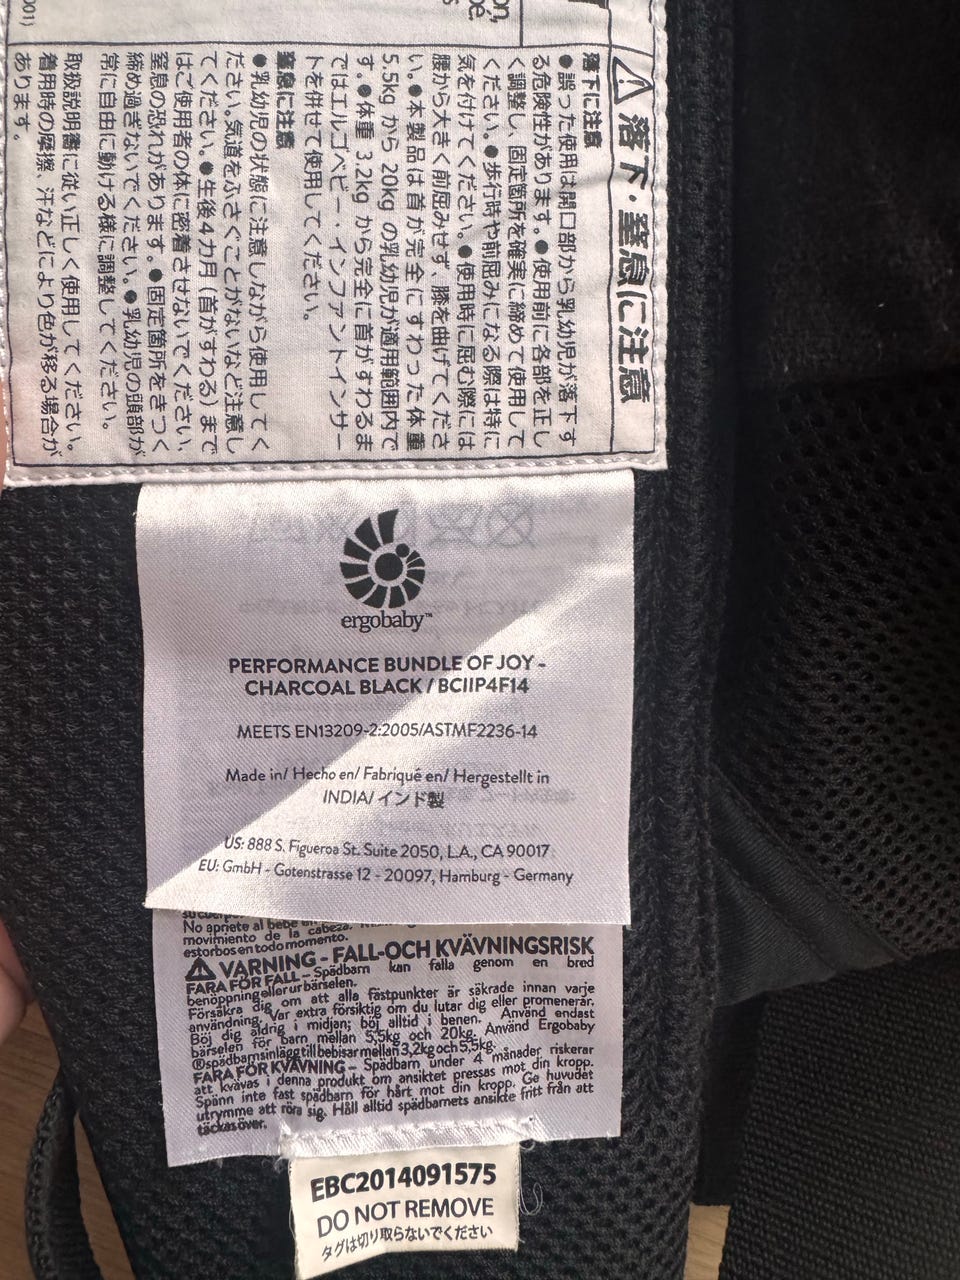 001)
on,
pé,
s
⚠落下・窒息に注意
落下に注意
●誤った使用は開口部から乳幼児が落下す
る危険性があります。●使用前に各部を正し
く調整し、固定箇所を確実に締めて使用して
ください。●歩行時や前屈みになる際は特に
気を付けてください。●使用時に屈む際には
腰から大きく前屈みせず、膝を曲げてくださ
い。●本製品は首が完全にすわった体重
5.5kg から 20kg の乳幼児が適用範囲内で
す。●体重 3.2kg から完全に首がすわるま
ではエルゴベビー・インファントインサー
トを併せて使用してください。
窒息に注意
●乳幼児の状態に注意しながら使用してく
ださい。気道をふさぐことがないなど注意し
てください。●生後4カ月（首がすわる）まで
はご使用者の体に密着させないでください、
窒息の恐れがあります。●固定箇所をきつく
締め過ぎないでください。●乳幼児の頭部が
常に自由に動ける様に調整してください。
取扱説明書に従い正しく使用してください。
着用時の摩擦、汗などにより色が移る場合が
あります。
ergobaby™
PERFORMANCE BUNDLE OF JOY -
CHARCOAL BLACK / BCIIP4F14
MEETS EN13209-2:2005/ASTMF2236-14
Made in/ Hecho en/ Fabriqué en/ Hergestellt in
INDIA/ インド製
US: 888 S. Figueroa St. Suite 2050, L.A., CA 90017
EU: GmbH - Gotenstrasse 12 - 20097, Hamburg - Germany
su cuerpo.
No apriete al bebé en
movimiento de la cabeza.
estorbos en todo momento.
⚠ VARNING - FALL-OCH KVÄVNINGSRISK
FARA FÖR FALL – Spädbarn kan falla genom en bred
benöppning eller ur bärselen.
Försäkra dig om att alla fästpunkter är säkrade innan varje
användning. Var extra försiktig om du lutar dig eller promenerar.
Böj dig aldrig i midjan; böj alltid i benen. Använd endast
bärselen för barn mellan 5,5kg och 20kg. Använd Ergobaby
®spädbarnsinlägg till bebisar mellan 3,2kg och 5,5kg.
FARA FÖR KVÄVNING – Spädbarn under 4 månader riskerar
att kvävas i denna produkt om ansiktet pressas mot din kropp.
Spänn inte fast spädbarn för hårt mot din kropp. Ge huvudet
utrymme att röra sig. Håll alltid spädbarnets ansikte fritt från att
täckas över.
EBC2014091575
DO NOT REMOVE
タグは切り取らないでください